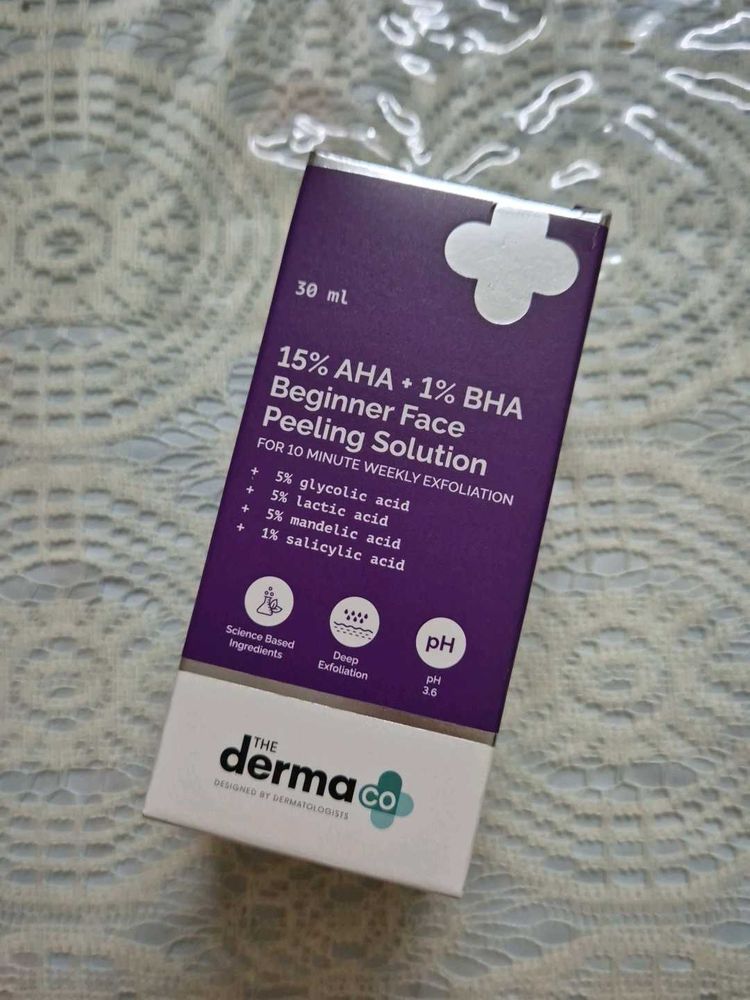 30 ml
15% AHA + 1% BHA
Beginner Face
Peeling Solution
FOR 10 MINUTE WEEKLY EXFOLIATION
+ 5% glycolic acid
+ 5% lactic acid
+ 5% mandelic acid
+ 1% salicylic acid
Science Based
Ingredients
Deep
Exfoliation
pH
pH
3.6
THE
derma co
DESIGNED BY DERMATOLOGISTS